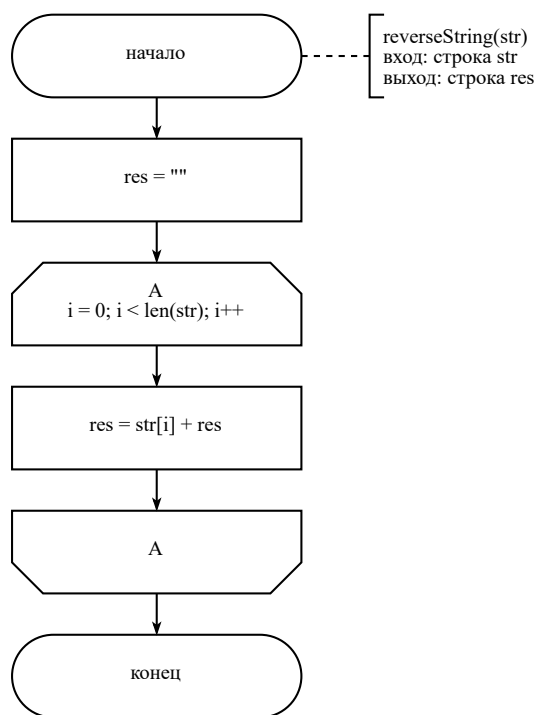 начало
reverseString(str)
вход: строка str
выход: строка res
res = ""
A
i = 0; i < len(str); i++
res = str[i] + res
A
конец